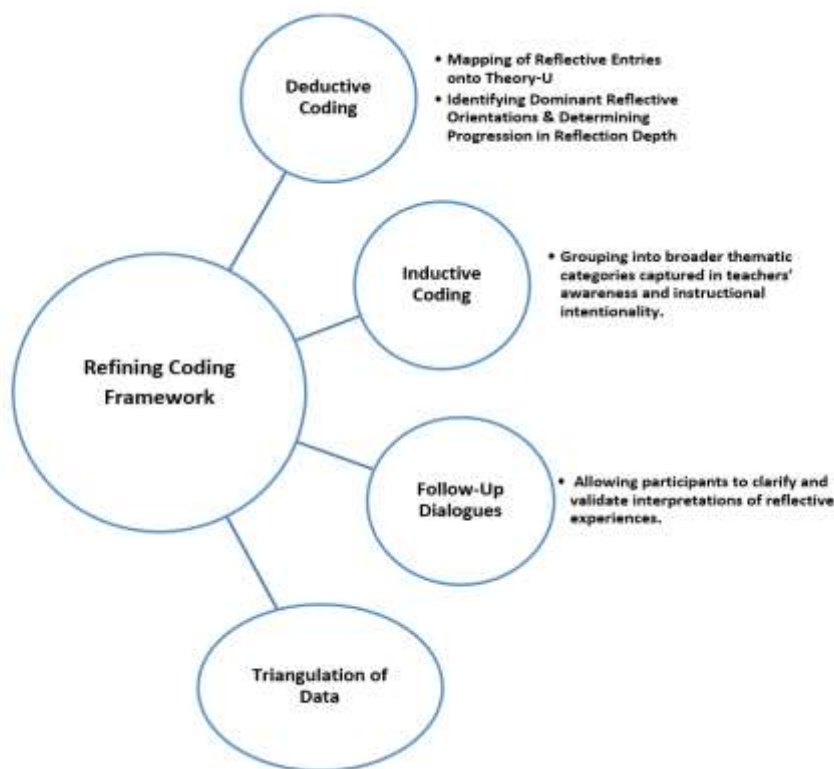 Deductive
Coding
• Mapping of Reflective Entries
onto Theory-U
• Identifying Dominant Reflective
Orientations & Determining
Progression in Reflection Depth
Inductive
Coding
• Grouping into broader thematic
categories captured in teachers'
awareness and instructional
intentionality.
Refining Coding
Framework
Follow-Up
Dialogues
• Allowing participants to clarify and
validate interpretations of reflective
experiences.
Triangulation of
Data